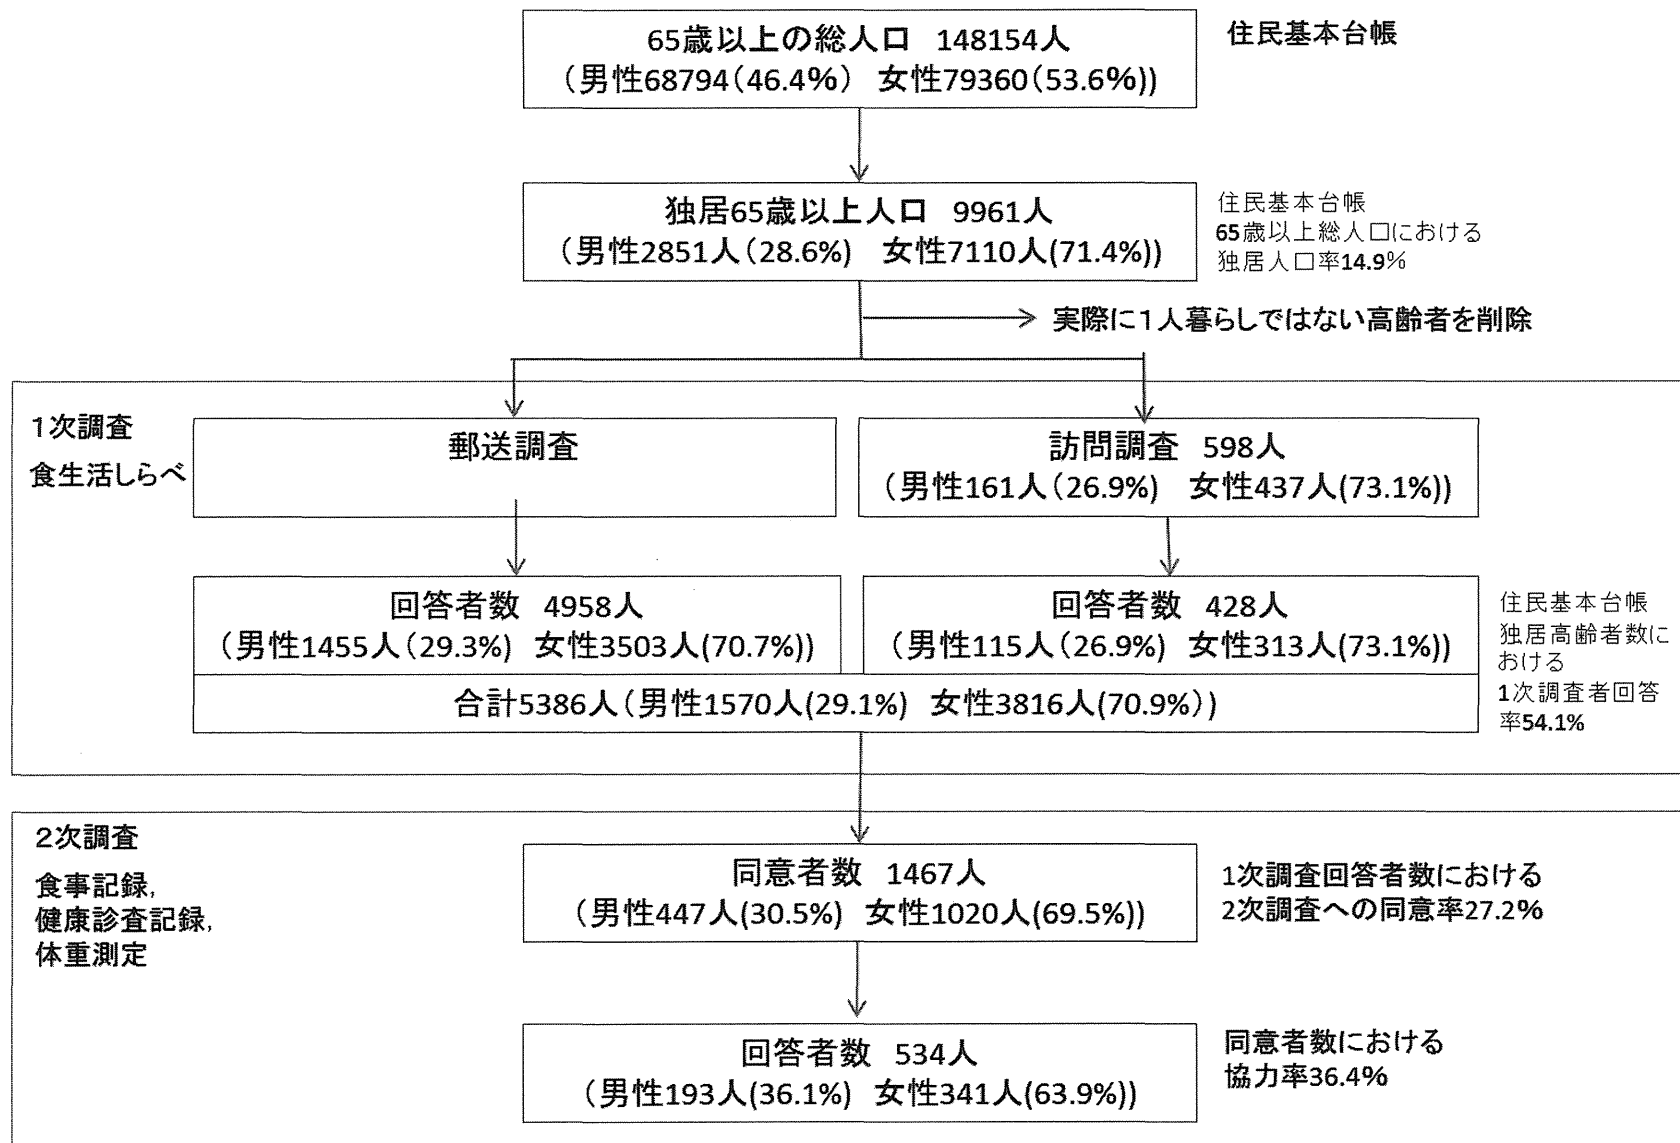 65歳以上の総人口 148154人
(男性68794(46.4%) 女性79360(53.6%))
住民基本台帳
独居65歳以上人口 9961人
(男性2851人(28.6%) 女性7110人(71.4%))
住民基本台帳
65歳以上総人口における
独居人口率14.9%
実際に1人暮らしではない高齢者を削除
1次調査
食生活しらべ
郵送調査
訪問調査 598人
(男性161人(26.9%) 女性437人(73.1%))
回答者数 4958人
(男性1455人(29.3%) 女性3503人(70.7%))
回答者数 428人
(男性115人(26.9%) 女性313人(73.1%))
合計5386人(男性1570人(29.1%) 女性3816人(70.9%))
住民基本台帳
独居高齢者数に
おける
1次調査者回答
率54.1%
2次調査
食事記録,
健康診査記録,
体重測定
同意者数 1467人
(男性447人(30.5%) 女性1020人(69.5%))
1次調査回答者数における
2次調査への同意率27.2%
回答者数 534人
(男性193人(36.1%) 女性341人(63.9%))
同意者数における
協力率36.4%